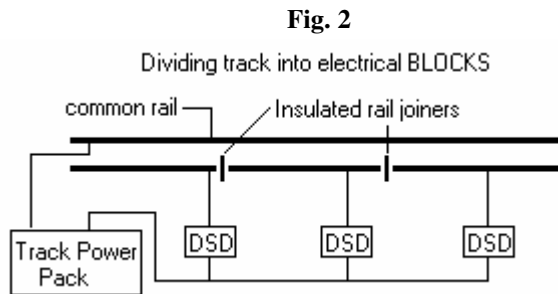 Fig. 2
Dividing track into electrical BLOCKS
common rail
Insulated rail joiners
DSD
DSD
DSD
Track Power
Pack